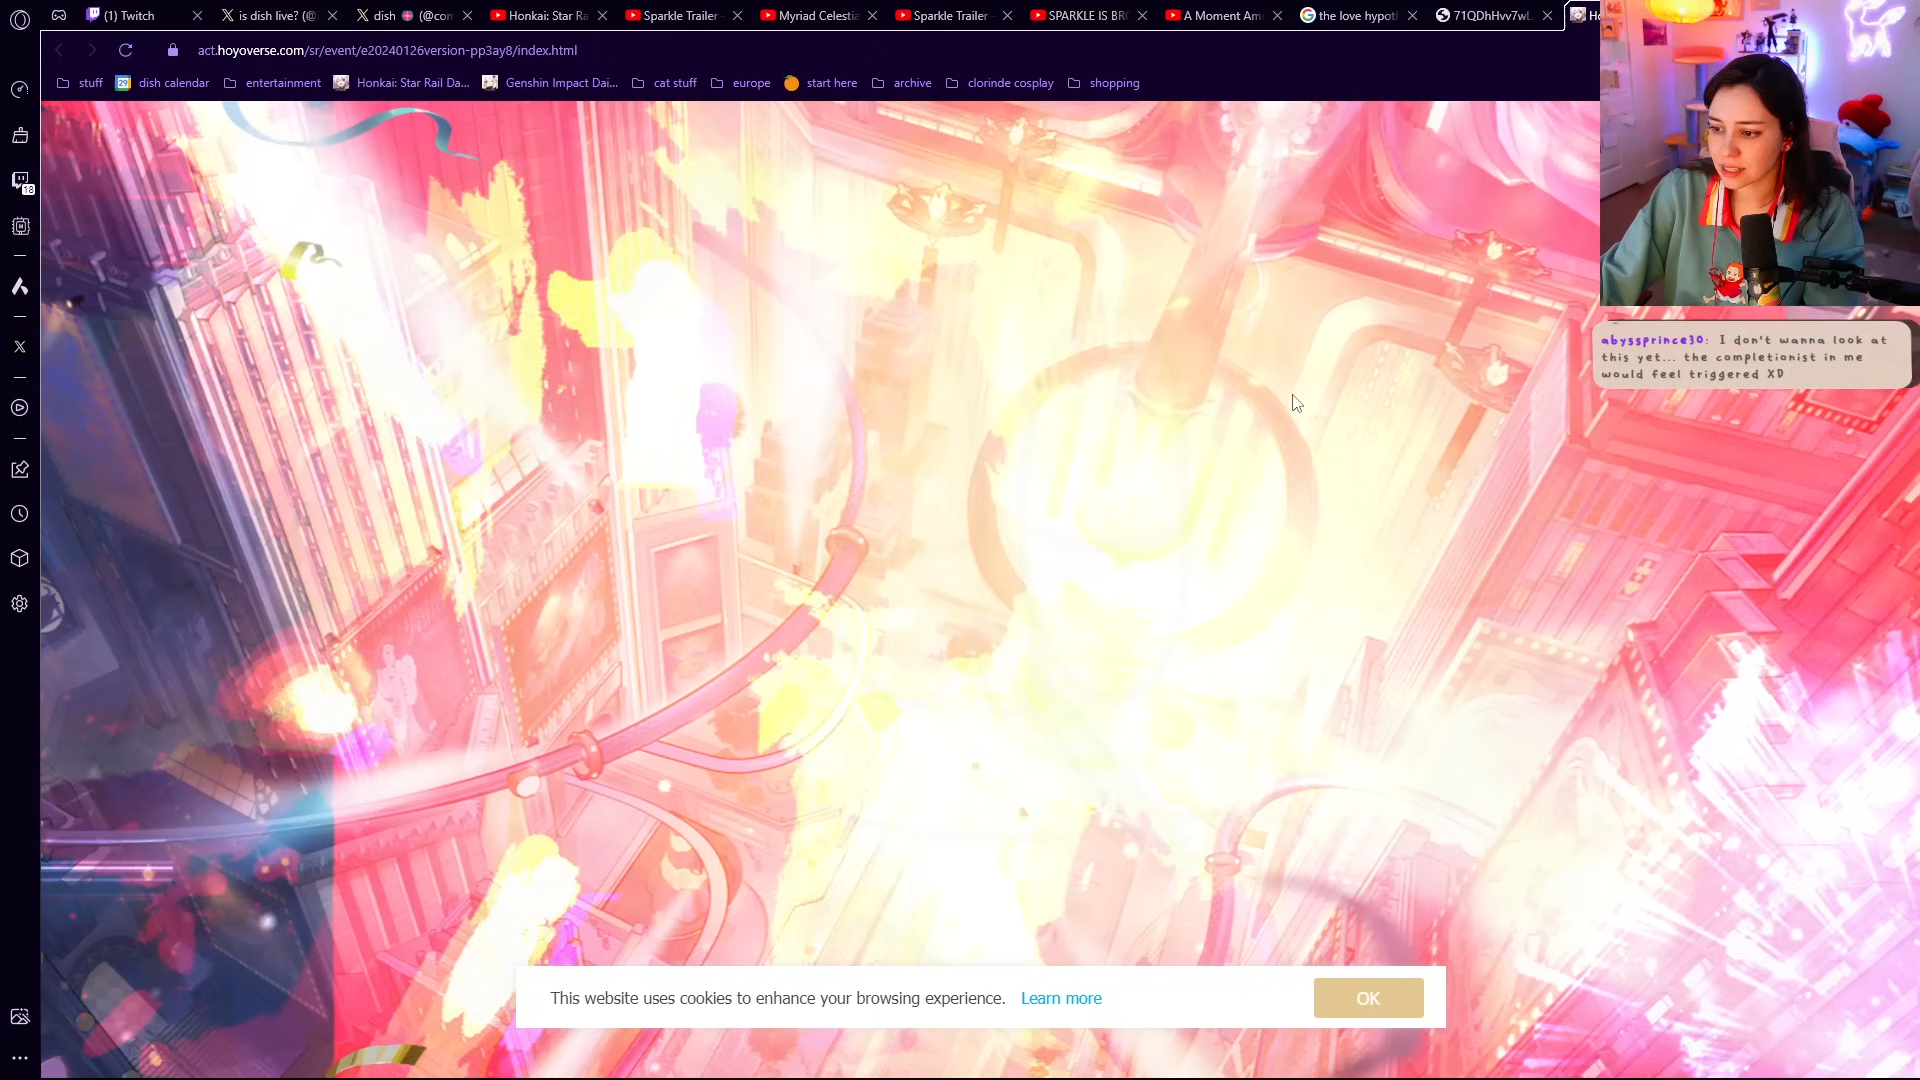 (1) Twitch
is dish live? (@
dish (@con
Honkai: Star Ra
Sparkle Trailer -
Myriad Celestia
Sparkle Trailer -
SPARKLE IS BR
A Moment Am
the love hypotl
71QDhHvv7wL.
Ho
act.hoyoverse.com/sr/event/e20240126version-pp3ay8/index.html
stuff
29
dish calendar
entertainment
Honkai: Star Rail Da...
Genshin Impact Dai...
cat stuff
europe
start here
archive
clorinde cosplay
shopping
18
abyssprince30: I don't wanna look at
this yet... the completionist in me
would feel triggered XD
This website uses cookies to enhance your browsing experience. Learn more
OK